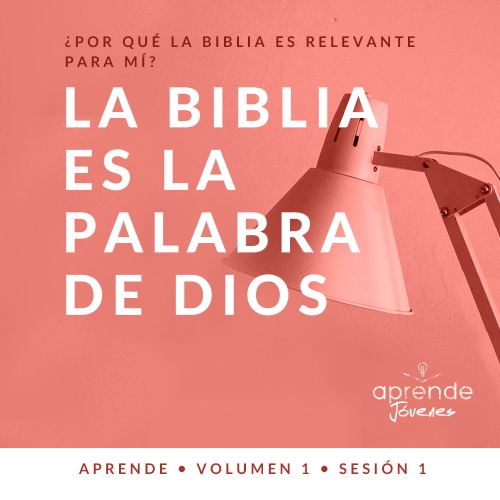 ¿POR QUÉ LA BIBLIA ES RELEVANTE
PARA MÍ?
LA BIBLIA
ES LA
PALABRA
DE DIOS
aprende
Jóvenes
APRENDE • VOLUMEN 1 • SESIÓN 1